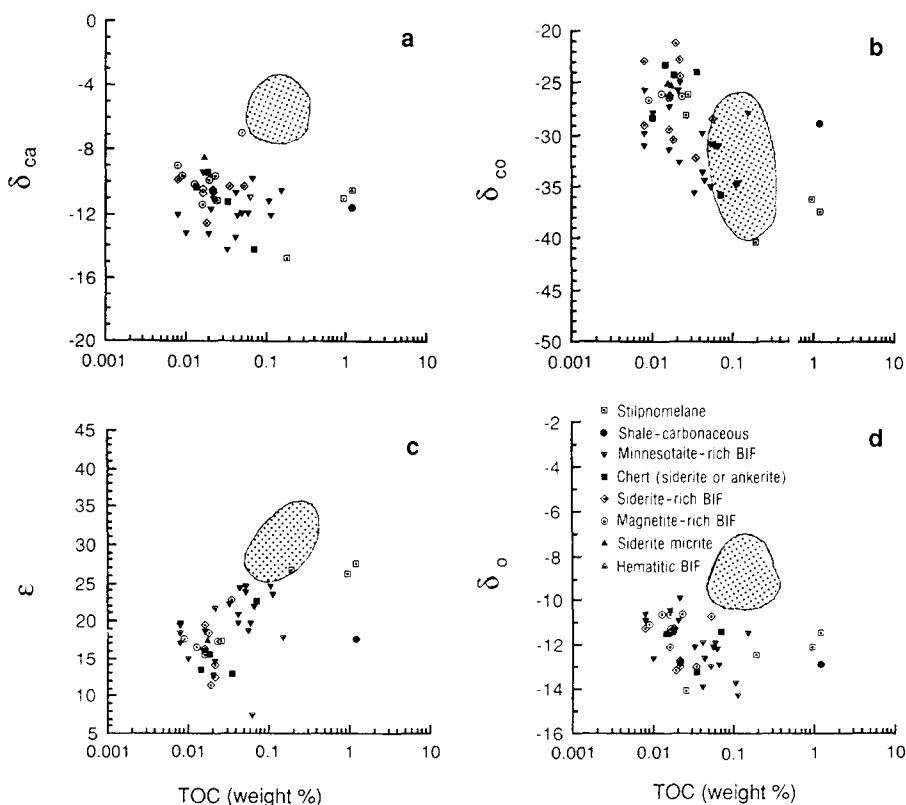 a
0
-4
-8
-12
-16
-20
δca
0.001 0.01 0.1 1 10
b
-20
-25
-30
-35
-40
-45
-50
δco
0.001 0.01 0.1 1 10
c
45
40
35
30
25
20
15
10
5
ε
0.001 0.01 0.1 1 10
TOC (weight %)
d
-2
-4
-6
-8
-10
-12
-14
-16
δo
Stilpnomelane
Shale-carbonaceous
Minnesotaite-rich BIF
Chert (siderite or ankerite)
Siderite-rich BIF
Magnetite-rich BIF
Siderite micrite
Hematitic BIF
0.001 0.01 0.1 1 10
TOC (weight %)